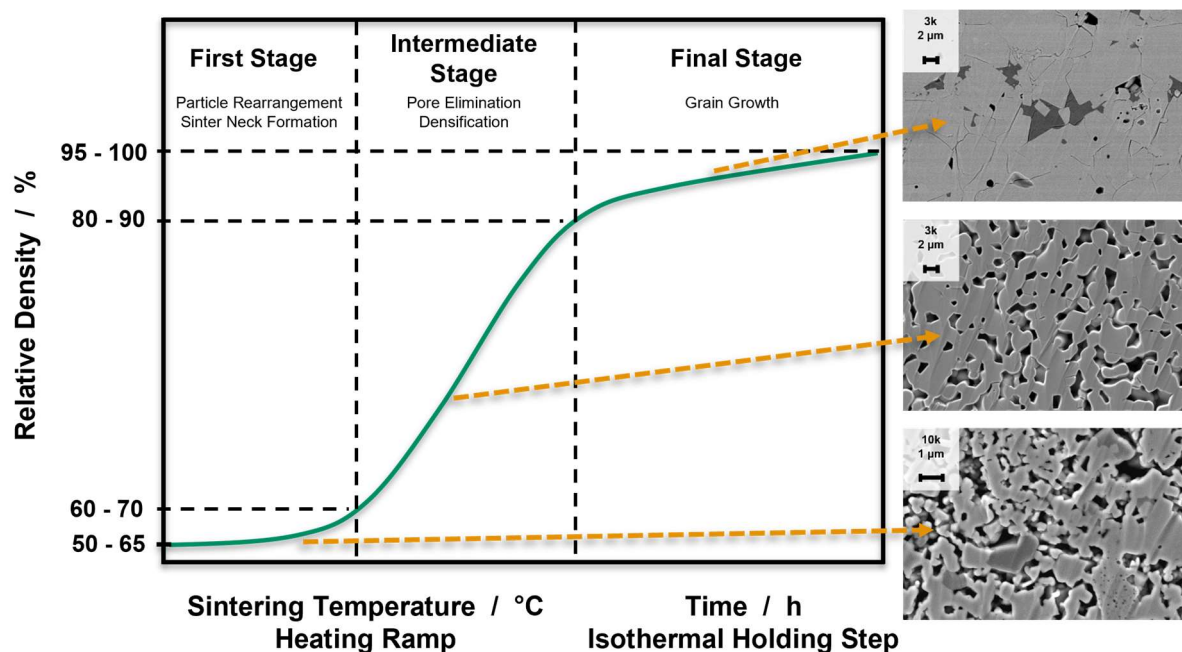 First Stage
Particle Rearrangement
Sinter Neck Formation
Intermediate
Stage
Pore Elimination
Densification
Final Stage
Grain Growth
Relative Density / %
95 - 100
80 - 90
60 - 70
50 - 65
Sintering Temperature / °C
Heating Ramp
Time / h
Isothermal Holding Step
3k
2 µm
3k
2 µm
10k
1 µm